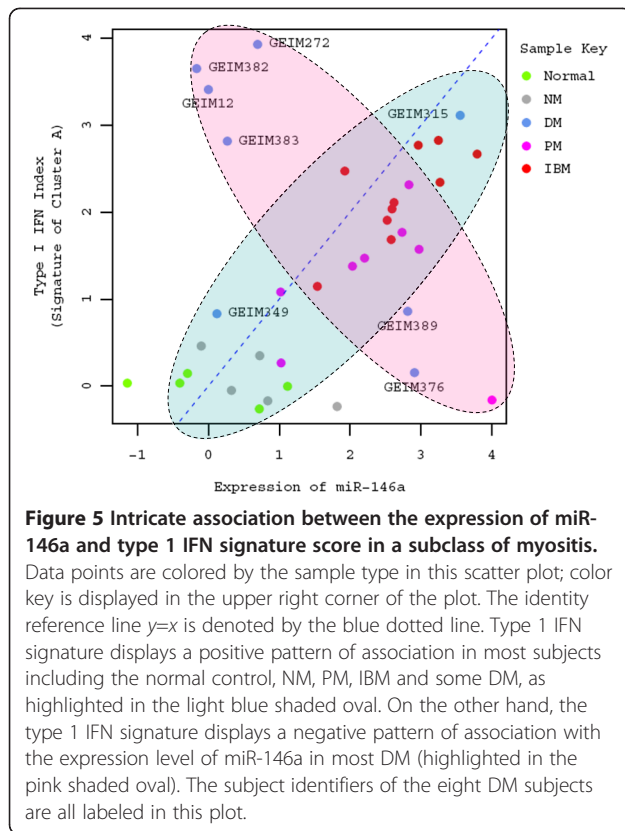 GEIM272
GEIM382
GEIM12
GEIM383
GEIM315
GEIM349
GEIM389
GEIM376
Sample Key
Normal
NM
DM
PM
IBM
Type I IFN Index
(Signature of Cluster A)
4
3
2
1
0
-1
0
1
2
3
4
Expression of miR-146a
Figure 5 Intricate association between the expression of miR-
146a and type 1 IFN signature score in a subclass of myositis.
Data points are colored by the sample type in this scatter plot; color
key is displayed in the upper right corner of the plot. The identity
reference line y=x is denoted by the blue dotted line. Type 1 IFN
signature displays a positive pattern of association in most subjects
including the normal control, NM, PM, IBM and some DM, as
highlighted in the light blue shaded oval. On the other hand, the
type 1 IFN signature displays a negative pattern of association with
the expression level of miR-146a in most DM (highlighted in the
pink shaded oval). The subject identifiers of the eight DM subjects
are all labeled in this plot.